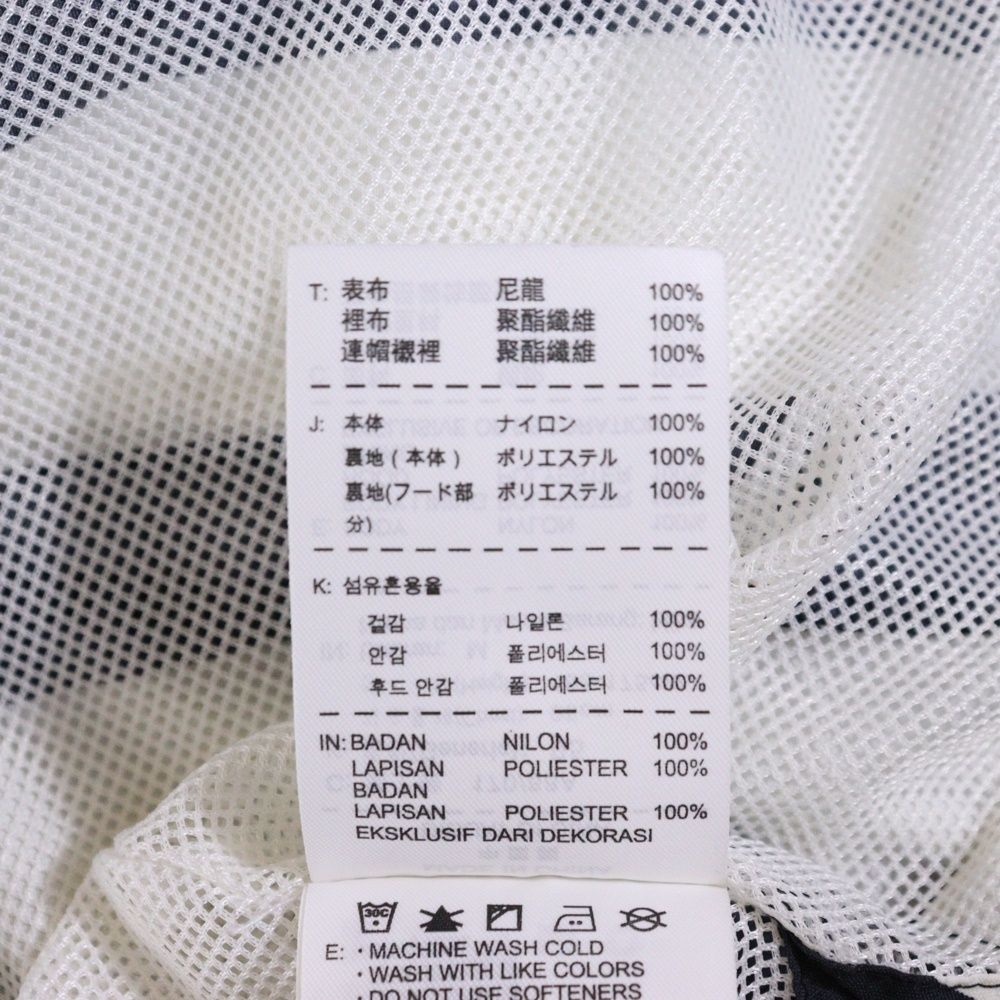 T: 表布 尼龍 100%
裡布 聚酯纖維 100%
連帽襯裡 聚酯纖維 100%
J: 本体 ナイロン 100%
裏地 ( 本体 ) ポリエステル 100%
裏地(フード部 ポリエステル 100%
分)
K: 섬유혼용율
겉감 나일론 100%
안감 폴리에스터 100%
후드 안감 폴리에스터 100%
IN: BADAN NILON 100%
LAPISAN POLIESTER 100%
BADAN
LAPISAN POLIESTER 100%
EKSKLUSIF DARI DEKORASI
30C
E: · MACHINE WASH COLD
· WASH WITH LIKE COLORS
· DO NOT USE SOFTENERS